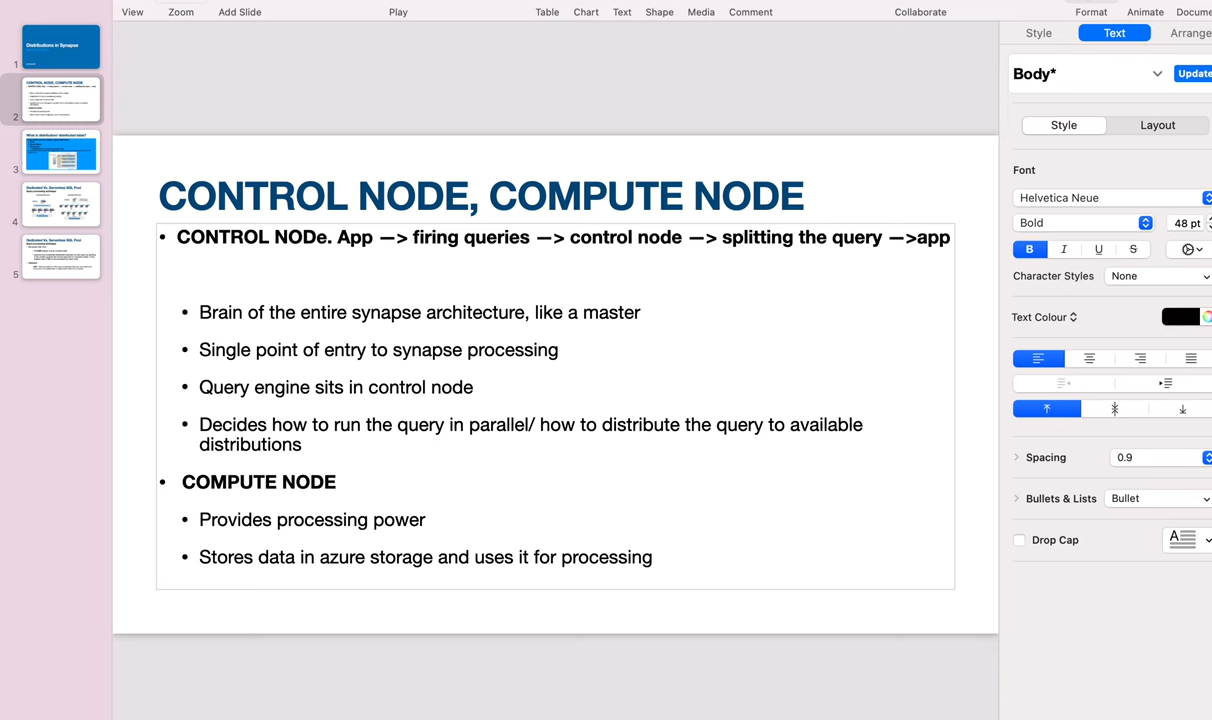 View Zoom Add Slide Play Table Chart Text Shape Media Comment Collaborate Format Animate Docume
Style Text Arrange
1 Distributions in Synapse
2 CONTROL NODE, COMPUTE NODE
3 What is distribution/ distributed table?
4 Dedicated Vs. Serverless SQL Pool
5 Dedicated Vs. Serverless SQL Pool
CONTROL NODE, COMPUTE NODE
• CONTROL NODe. App —> firing queries —> control node —> splitting the query —>app
• Brain of the entire synapse architecture, like a master
• Single point of entry to synapse processing
• Query engine sits in control node
• Decides how to run the query in parallel/ how to distribute the query to available
distributions
• COMPUTE NODE
• Provides processing power
• Stores data in azure storage and uses it for processing
Body* Update
Style Layout
Font
Helvetica Neue
Bold 48 pt
B I U S
Character Styles None
Text Colour
Spacing 0.9
Bullets & Lists Bullet
Drop Cap A